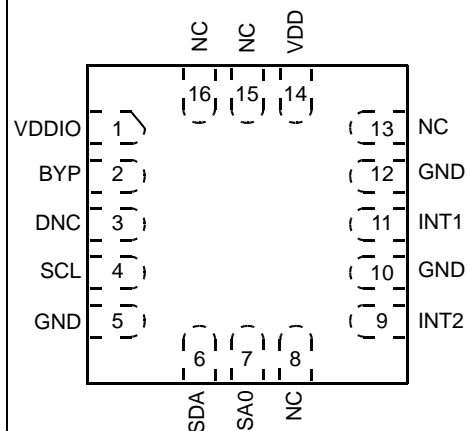 NC NC VDD
16 15 14
VDDIO 1 13 NC
BYP 2 12 GND
DNC 3 11 INT1
SCL 4 10 GND
GND 5 9 INT2
6 7 8
SDA SA0 NC